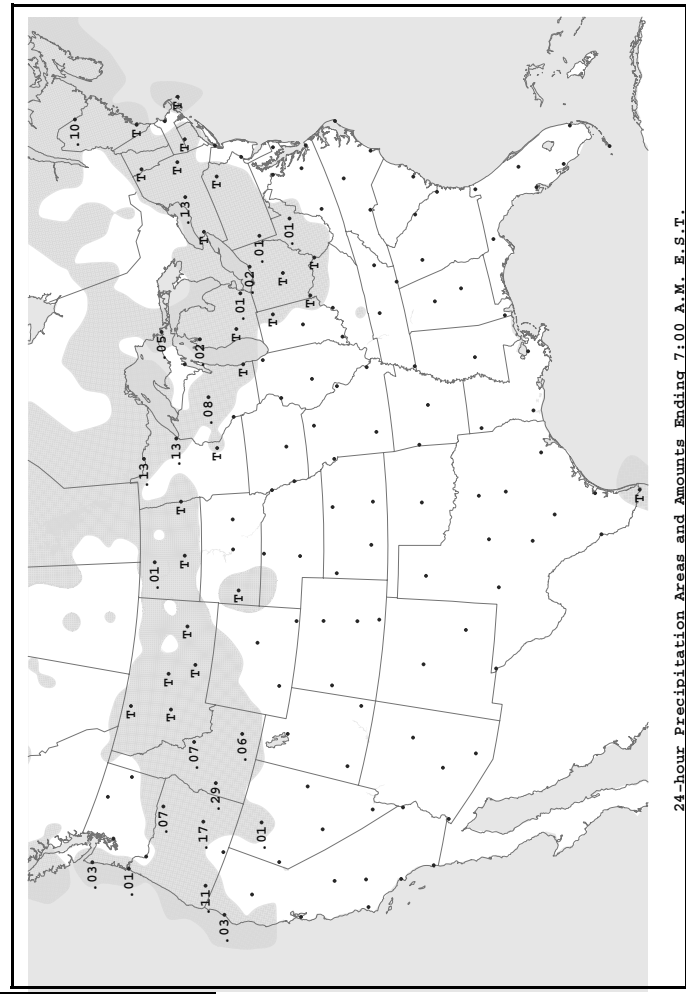 .10
.03
T
.01
T
T
.13
.01
.05
.07
T
T
.13
T
T
T
T
T
.13
T
.07
T
.02
.17
T
.11
.08
.29
T
T
.03
T
T
.01
.06
T
.02
.01
.01
T
T
.01
T
T
T
24-hour Precipitation Areas and Amounts Ending 7:00 A.M. E.S.T.